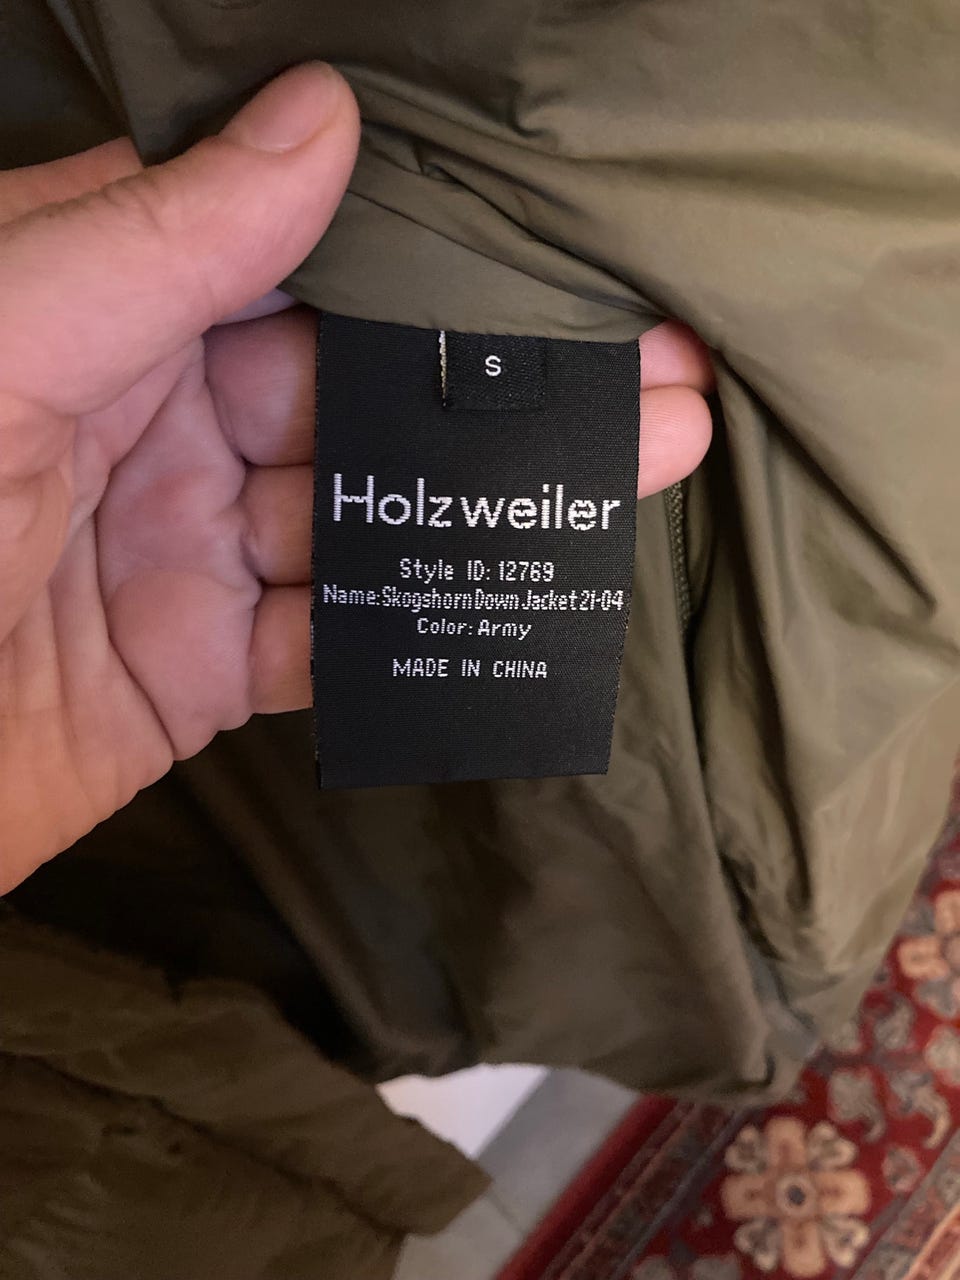 S
Holzweiler
Style ID: 12769
Name:Skogshorn Down Jacket 21-04
Color: Army
MADE IN CHINA